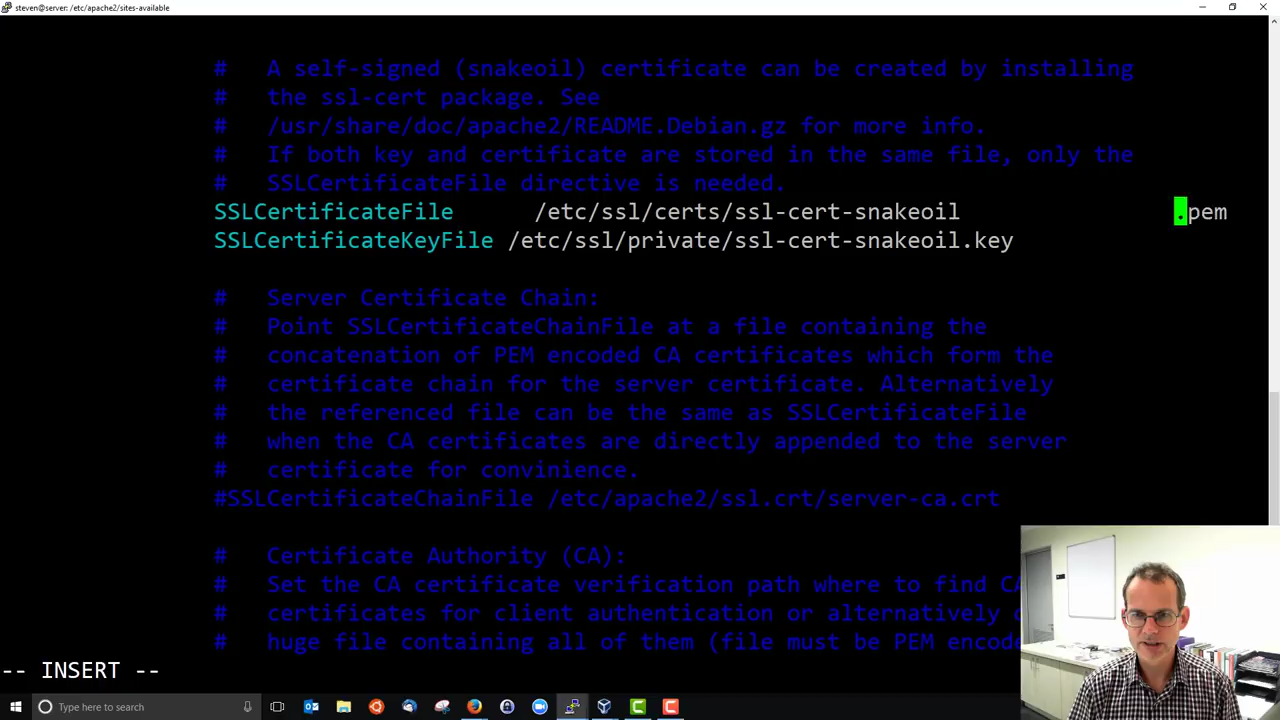 steven@server: /etc/apache2/sites-available
# A self-signed (snakeoil) certificate can be created by installing
# the ssl-cert package. See
# /usr/share/doc/apache2/README.Debian.gz for more info.
# If both key and certificate are stored in the same file, only the
# SSLCertificateFile directive is needed.
SSLCertificateFile /etc/ssl/certs/ssl-cert-snakeoil .pem
SSLCertificateKeyFile /etc/ssl/private/ssl-cert-snakeoil.key
# Server Certificate Chain:
# Point SSLCertificateChainFile at a file containing the
# concatenation of PEM encoded CA certificates which form the
# certificate chain for the server certificate. Alternatively
# the referenced file can be the same as SSLCertificateFile
# when the CA certificates are directly appended to the server
# certificate for convinience.
#SSLCertificateChainFile /etc/apache2/ssl.crt/server-ca.crt
# Certificate Authority (CA):
# Set the CA certificate verification path where to find CA
# certificates for client authentication or alternatively
# huge file containing all of them (file must be PEM encod
-- INSERT --
Type here to search